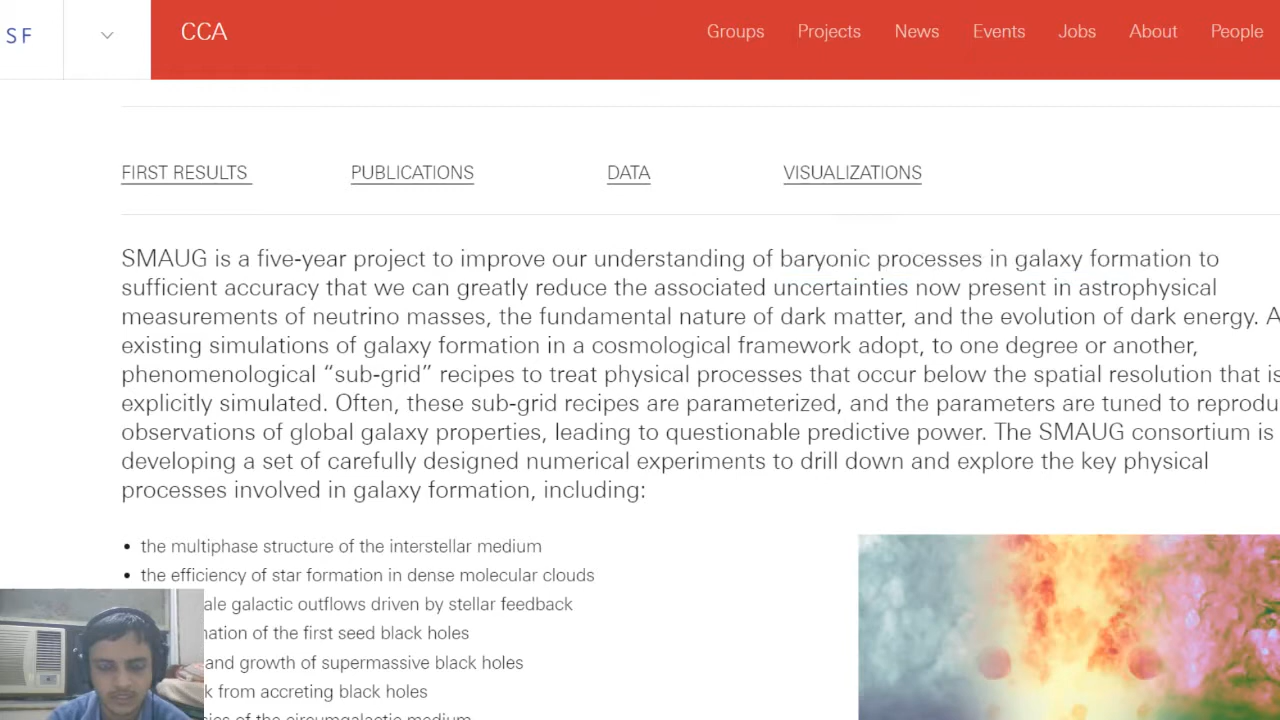 SF
CCA
Groups Projects News Events Jobs About People
FIRST RESULTS PUBLICATIONS DATA VISUALIZATIONS
SMAUG is a five-year project to improve our understanding of baryonic processes in galaxy formation to
sufficient accuracy that we can greatly reduce the associated uncertainties now present in astrophysical
measurements of neutrino masses, the fundamental nature of dark matter, and the evolution of dark energy.
existing simulations of galaxy formation in a cosmological framework adopt, to one degree or another,
phenomenological “sub-grid” recipes to treat physical processes that occur below the spatial resolution that is
explicitly simulated. Often, these sub-grid recipes are parameterized, and the parameters are tuned to reprodu
observations of global galaxy properties, leading to questionable predictive power. The SMAUG consortium is
developing a set of carefully designed numerical experiments to drill down and explore the key physical
processes involved in galaxy formation, including:
• the multiphase structure of the interstellar medium
• the efficiency of star formation in dense molecular clouds
ale galactic outflows driven by stellar feedback
nation of the first seed black holes
and growth of supermassive black holes
k from accreting black holes
of the circumgalactic medium